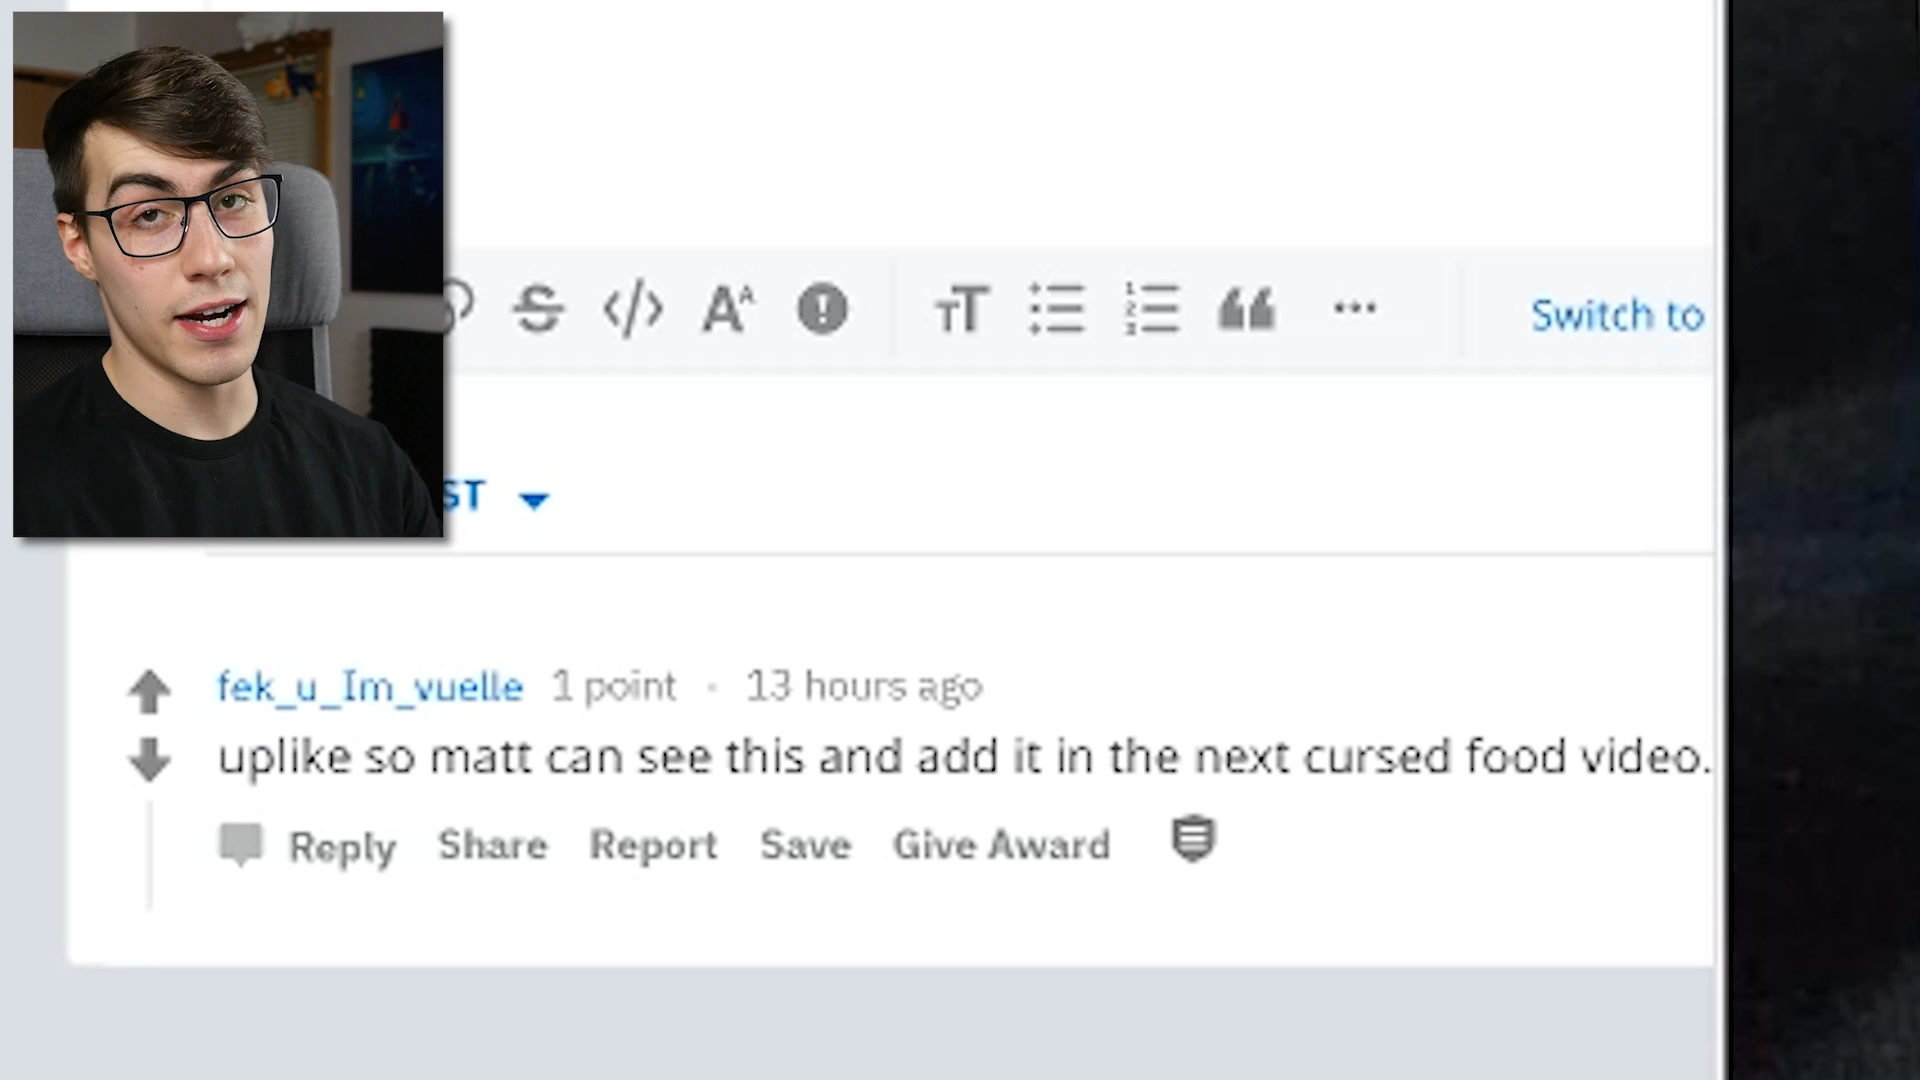 Switch to
ST
fek_u_Im_vuelle 1 point · 13 hours ago
uplike so matt can see this and add it in the next cursed food video.
Reply Share Report Save Give Award